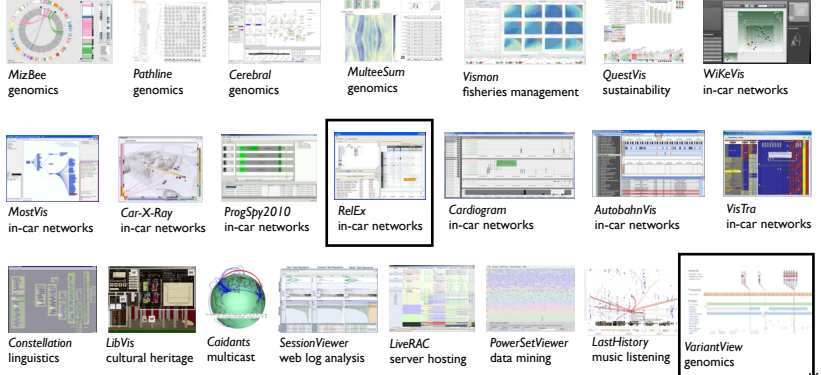 MizBee Pathline Cerebral MulteeSum Vismon QuestVis WiKeVis
genomics genomics genomics genomics fisheries management sustainability in-car networks
MostVis Car-X-Ray ProgSpy2010 RelEx Cardiogram AutobahnVis VisTra
in-car networks in-car networks in-car networks in-car networks in-car networks in-car networks in-car networks
Constellation LibVis Caidants SessionViewer LiveRAC PowerSetViewer LastHistory VariantView
linguistics cultural heritage multicast web log analysis server hosting data mining music listening genomics